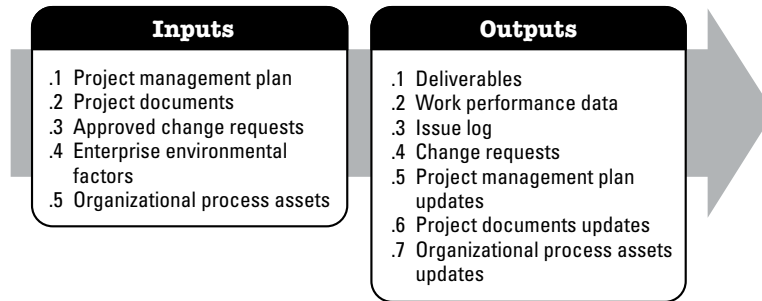 Inputs
.1 Project management plan
.2 Project documents
.3 Approved change requests
.4 Enterprise environmental
factors
.5 Organizational process assets
Outputs
.1 Deliverables
.2 Work performance data
.3 Issue log
.4 Change requests
.5 Project management plan
updates
.6 Project documents updates
.7 Organizational process assets
updates